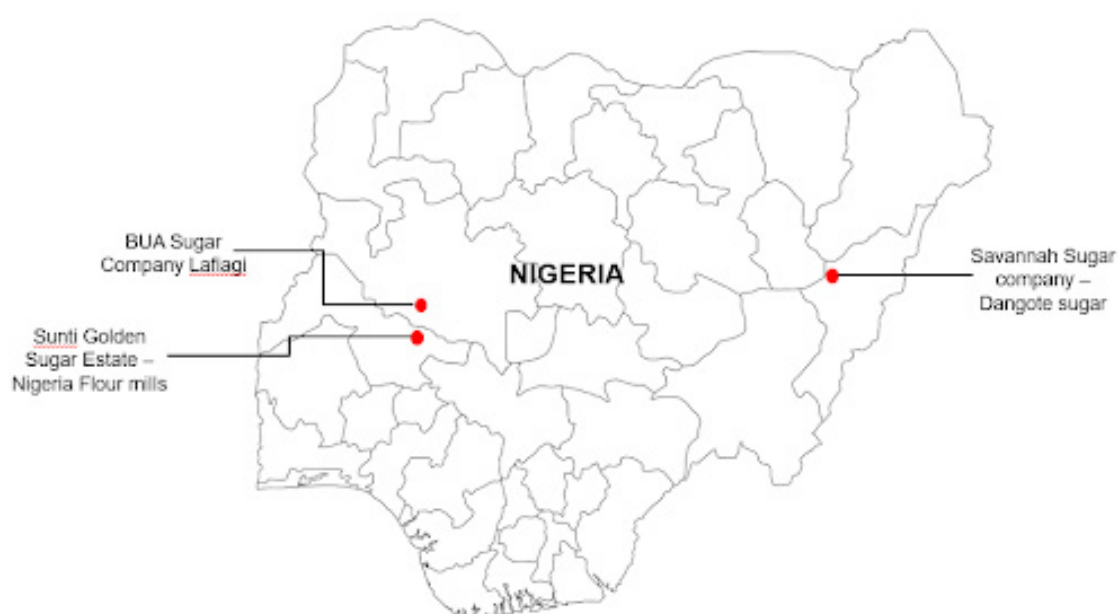 BUA Sugar
Company Lafiagi
NIGERIA
Savannah Sugar
company –
Dangote sugar
Sunti Golden
Sugar Estate –
Nigeria Flour mills